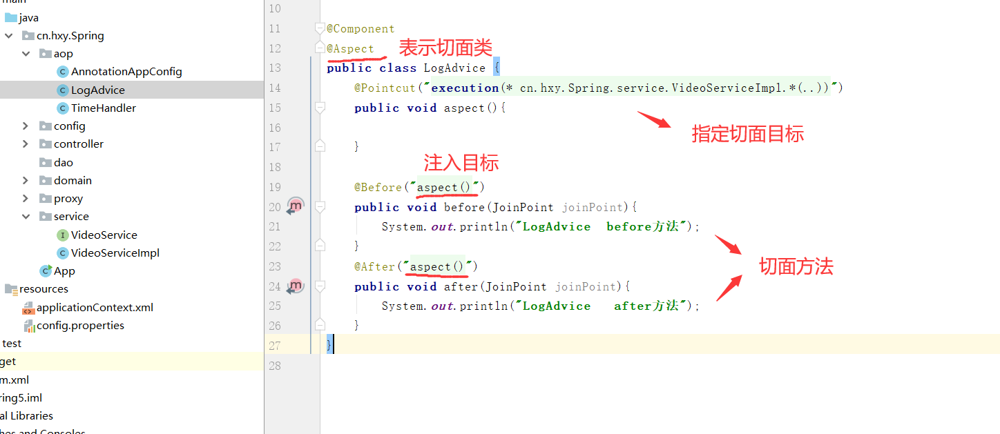 main
java
cn.hxy.Spring
aop
AnnotationAppConfig
LogAdvice
TimeHandler
config
controller
dao
domain
proxy
service
VideoService
VideoServiceImpl
App
resources
applicationContext.xml
config.properties
test
get
m.xml
ring5.iml
al Libraries
hes and Consoles
10
11 @Component
12 @Aspect 表示切面类
13 public class LogAdvice {
14 @Pointcut("execution(* cn.hxy.Spring.service.VideoServiceImpl.*(..))")
15 public void aspect(){
16
指定切面目标
17 }
18
注入目标
19 @Before("aspect()")
20 public void before(JoinPoint joinPoint){
21 System.out.println("LogAdvice  before方法");
22 }
23 @After("aspect()")
切面方法
24 public void after(JoinPoint joinPoint){
25 System.out.println("LogAdvice   after方法");
26 }
27 }
28